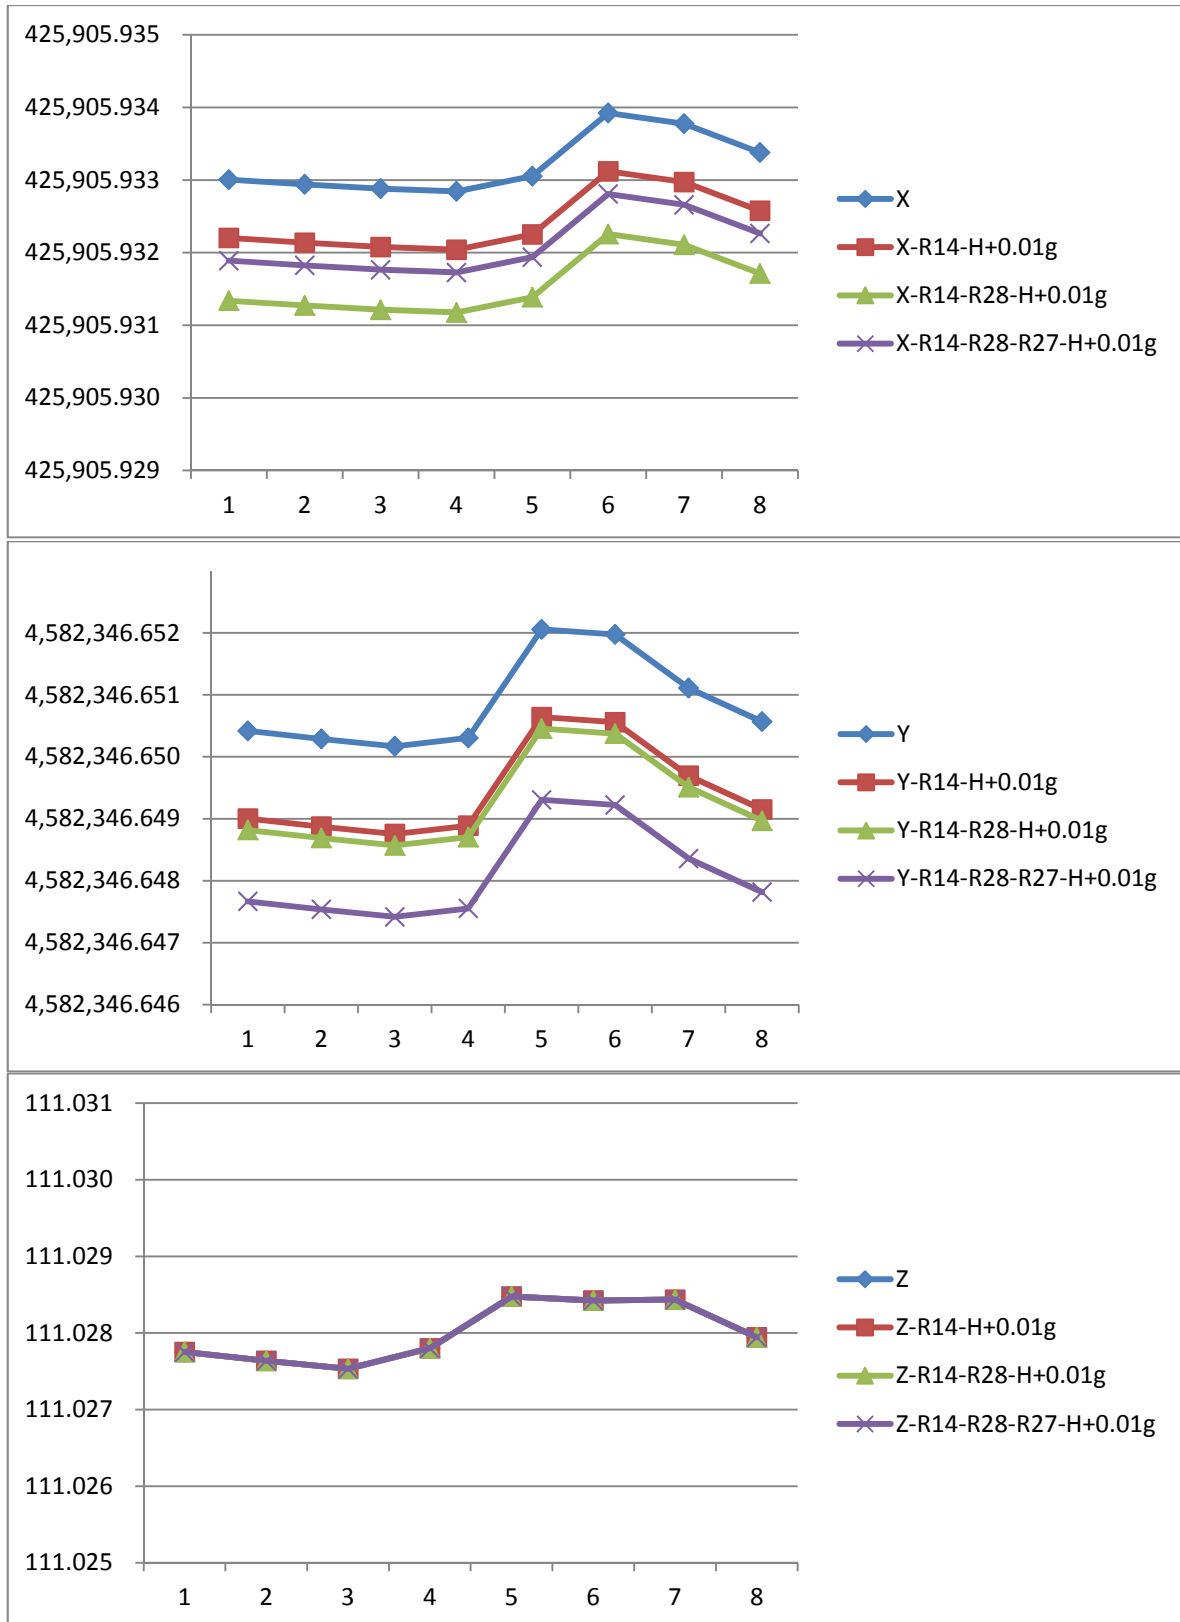 425,905.935
425,905.934
425,905.933
425,905.932
425,905.931
425,905.930
425,905.929
1 2 3 4 5 6 7 8
X
X-R14-H+0.01g
X-R14-R28-H+0.01g
X-R14-R28-R27-H+0.01g
4,582,346.652
4,582,346.651
4,582,346.650
4,582,346.649
4,582,346.648
4,582,346.647
4,582,346.646
1 2 3 4 5 6 7 8
Y
Y-R14-H+0.01g
Y-R14-R28-H+0.01g
Y-R14-R28-R27-H+0.01g
111.031
111.030
111.029
111.028
111.027
111.026
111.025
1 2 3 4 5 6 7 8
Z
Z-R14-H+0.01g
Z-R14-R28-H+0.01g
Z-R14-R28-R27-H+0.01g